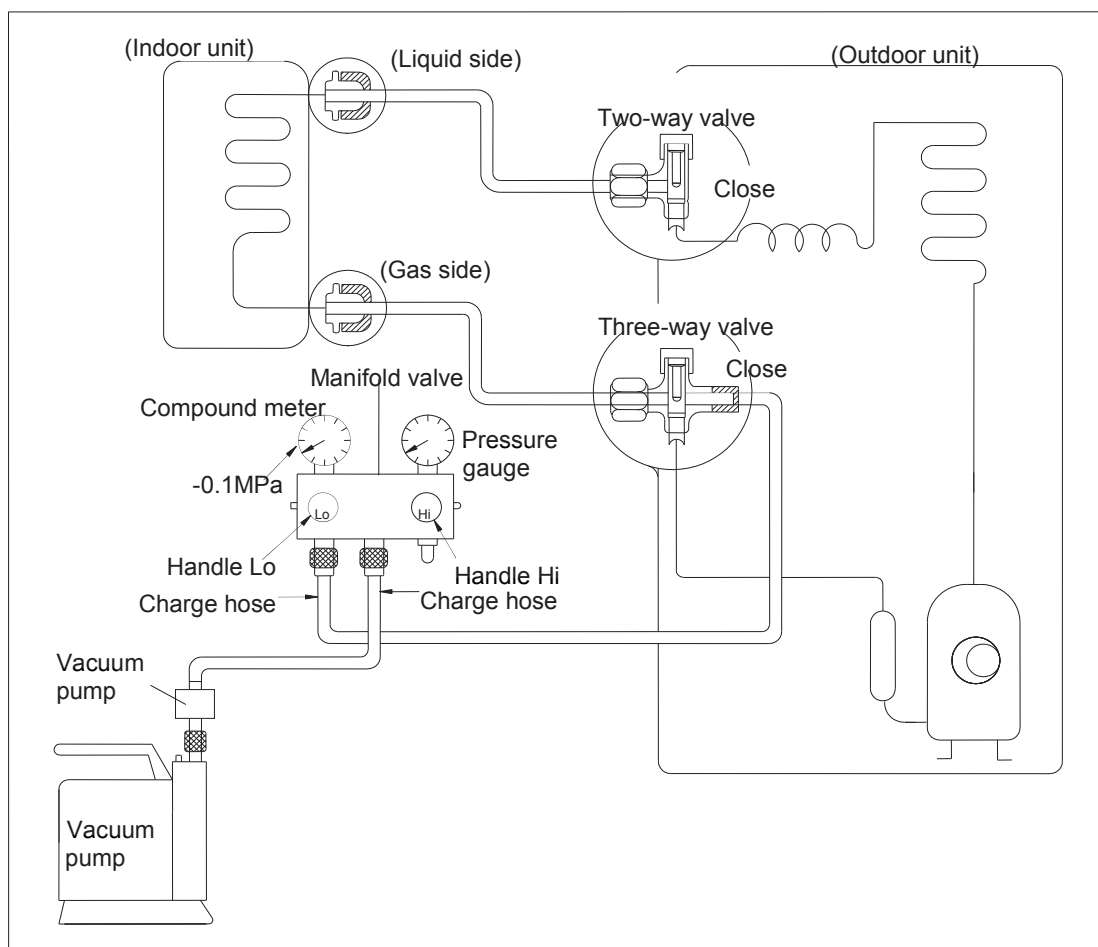 (Indoor unit)
(Liquid side)
(Outdoor unit)
Two-way valve
Close
(Gas side)
Three-way valve
Close
Manifold valve
Compound meter
Pressure
gauge
-0.1MPa
Lo
Hi
Handle Lo
Handle Hi
Charge hose
Charge hose
Vacuum
pump
Vacuum
pump